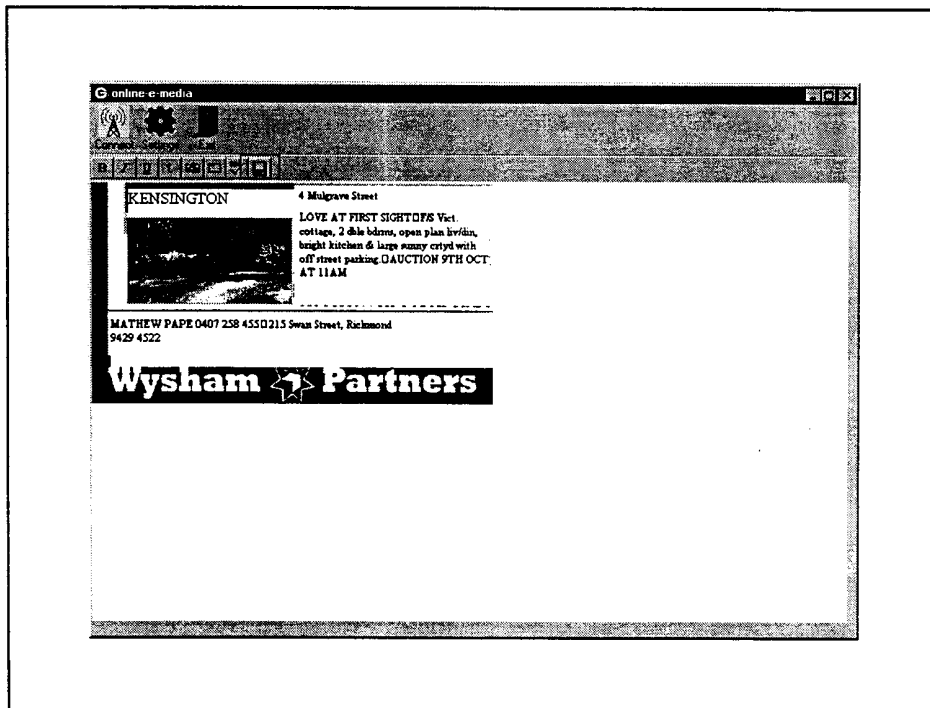 online-e-media
Connect Settings Exit
B I U
KENSINGTON
4 Mulgrave Street
LOVE AT FIRST SIGHT▯F/S Vict.
cottage, 2 dble bdrms, open plan liv/din,
bright kitchen & large sunny crtyd with
off street parking.▯AUCTION 9TH OCT
AT 11AM
MATHEW PAPE 0407 258 455▯215 Swan Street, Richmond
9429 4522
Wysham Partners